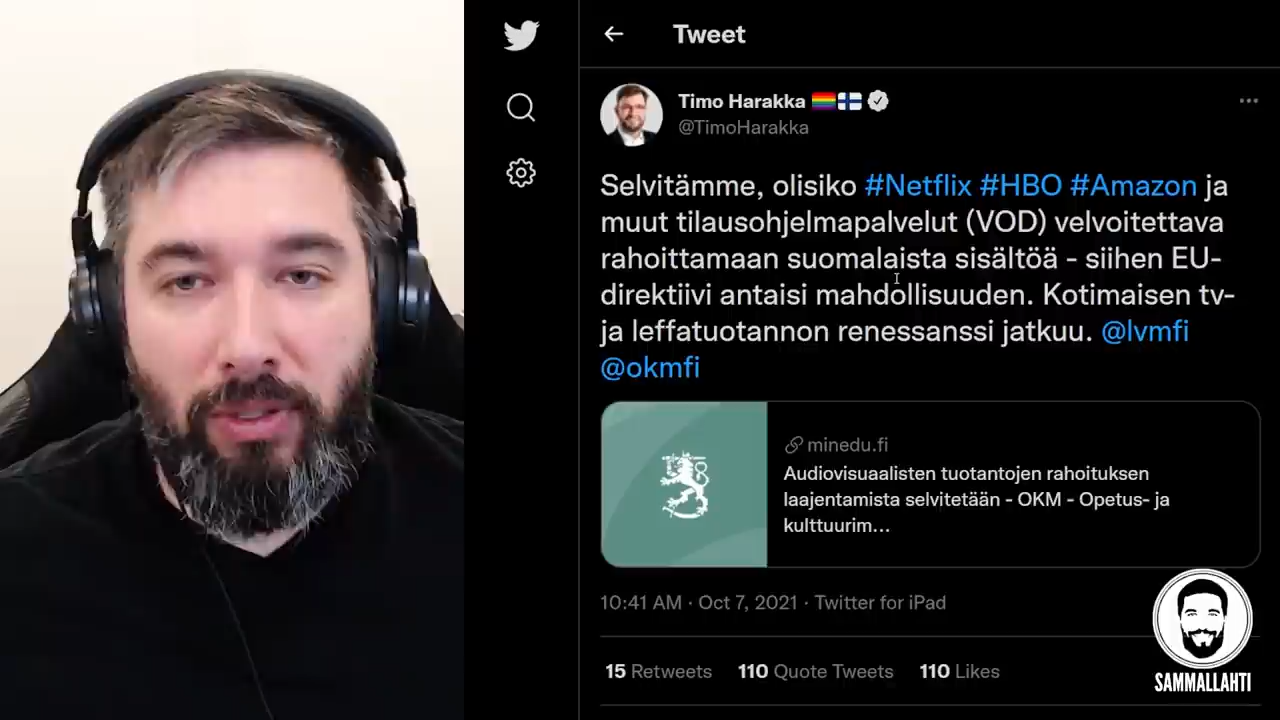 Tweet
Timo Harakka
@TimoHarakka
Selvitämme, olisiko #Netflix #HBO #Amazon ja
muut tilausohjelmapalvelut (VOD) velvoitettava
rahoittamaan suomalaista sisältöä - siihen EU-
direktiivi antaisi mahdollisuuden. Kotimaisen tv-
ja leffatuotannon renessanssi jatkuu. @lvmfi
@okmfi
minedu.fi
Audiovisuaalisten tuotantojen rahoituksen
laajentamista selvitetään - OKM - Opetus- ja
kulttuurim...
10:41 AM · Oct 7, 2021 · Twitter for iPad
15 Retweets 110 Quote Tweets 110 Likes
SAMMALLAHTI